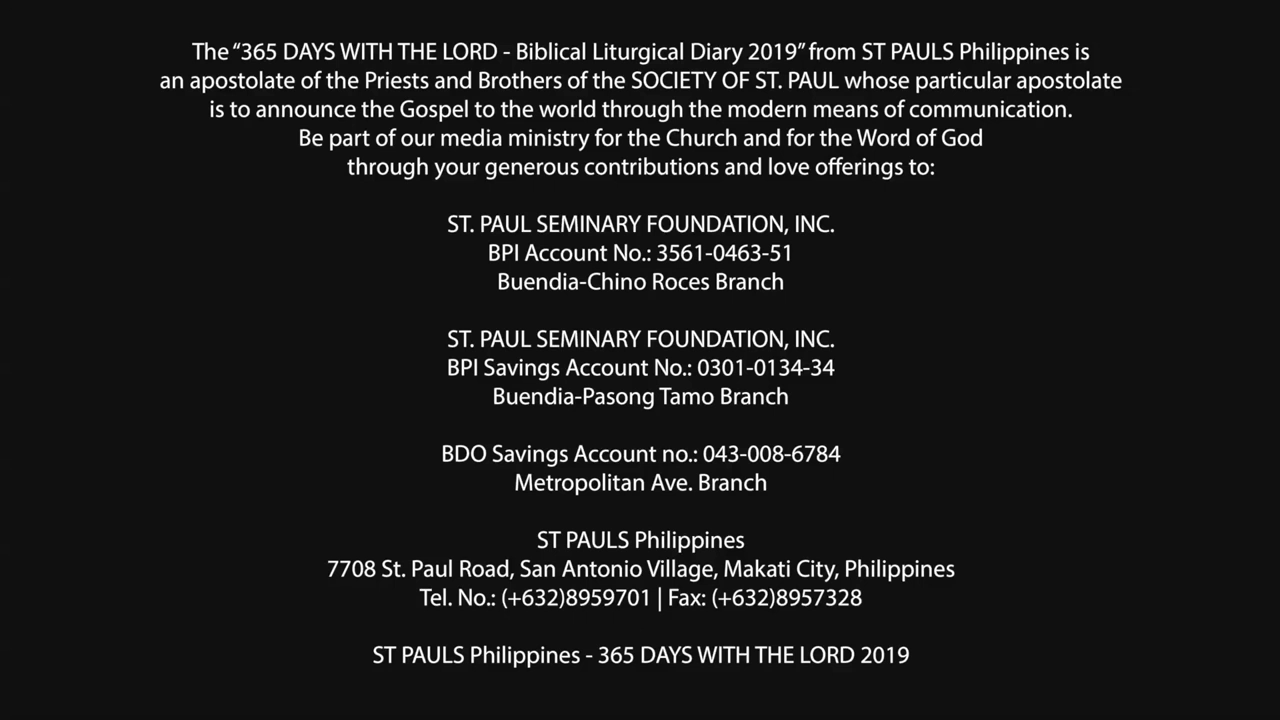 The “365 DAYS WITH THE LORD - Biblical Liturgical Diary 2019” from ST PAULS Philippines is
an apostolate of the Priests and Brothers of the SOCIETY OF ST. PAUL whose particular apostolate
is to announce the Gospel to the world through the modern means of communication.
Be part of our media ministry for the Church and for the Word of God
through your generous contributions and love offerings to:
ST. PAUL SEMINARY FOUNDATION, INC.
BPI Account No.: 3561-0463-51
Buendia-Chino Roces Branch
ST. PAUL SEMINARY FOUNDATION, INC.
BPI Savings Account No.: 0301-0134-34
Buendia-Pasong Tamo Branch
BDO Savings Account no.: 043-008-6784
Metropolitan Ave. Branch
ST PAULS Philippines
7708 St. Paul Road, San Antonio Village, Makati City, Philippines
Tel. No.: (+632)8959701 | Fax: (+632)8957328
ST PAULS Philippines - 365 DAYS WITH THE LORD 2019